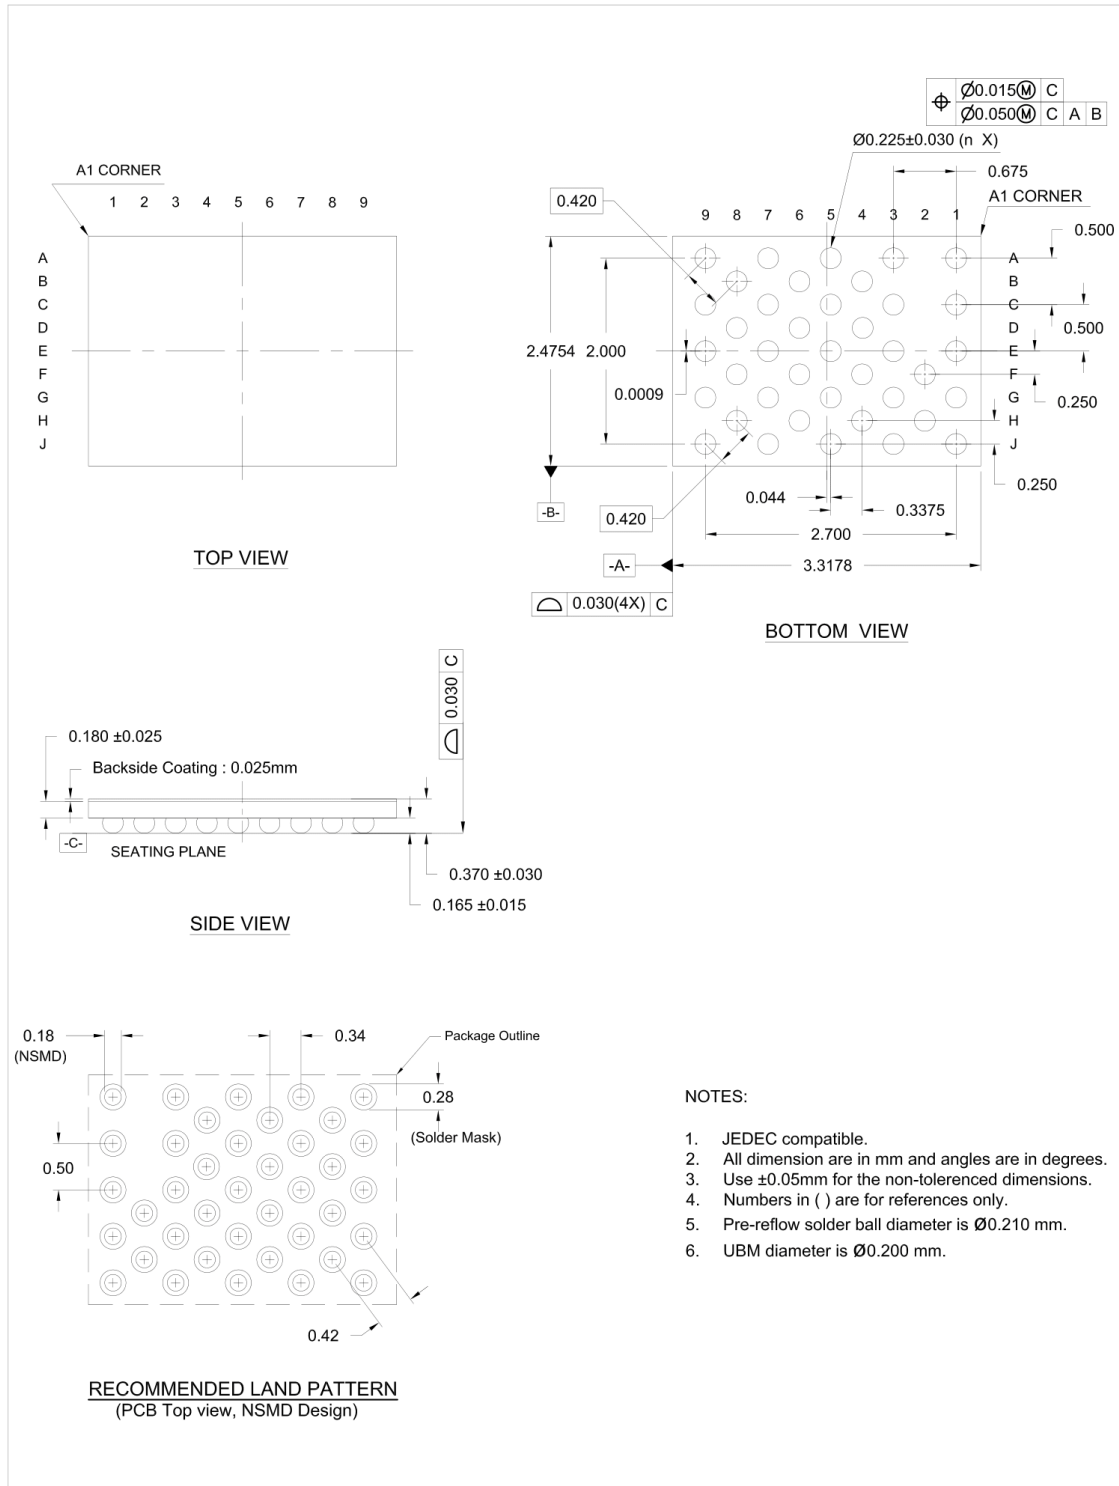 A1 CORNER
1 2 3 4 5 6 7 8 9
A
B
C
D
E
F
G
H
J
TOP VIEW
Ø0.015Ⓜ C
Ø0.050Ⓜ C A B
Ø0.225±0.030 (n X)
0.675
0.420
A1 CORNER
9 8 7 6 5 4 3 2 1
0.500
A
B
C
D
E
F
G
H
J
0.500
2.4754 2.000
0.0009
0.250
0.250
0.044
0.3375
-B-
0.420
2.700
-A-
3.3178
0.030(4X) C
BOTTOM VIEW
0.030 C
0.180 ±0.025
Backside Coating : 0.025mm
-C-
SEATING PLANE
0.370 ±0.030
0.165 ±0.015
SIDE VIEW
0.18
(NSMD)
0.34
Package Outline
0.28
(Solder Mask)
0.50
0.42
RECOMMENDED LAND PATTERN
(PCB Top view, NSMD Design)
NOTES:
1. JEDEC compatible.
2. All dimension are in mm and angles are in degrees.
3. Use ±0.05mm for the non-tolerenced dimensions.
4. Numbers in ( ) are for references only.
5. Pre-reflow solder ball diameter is Ø0.210 mm.
6. UBM diameter is Ø0.200 mm.